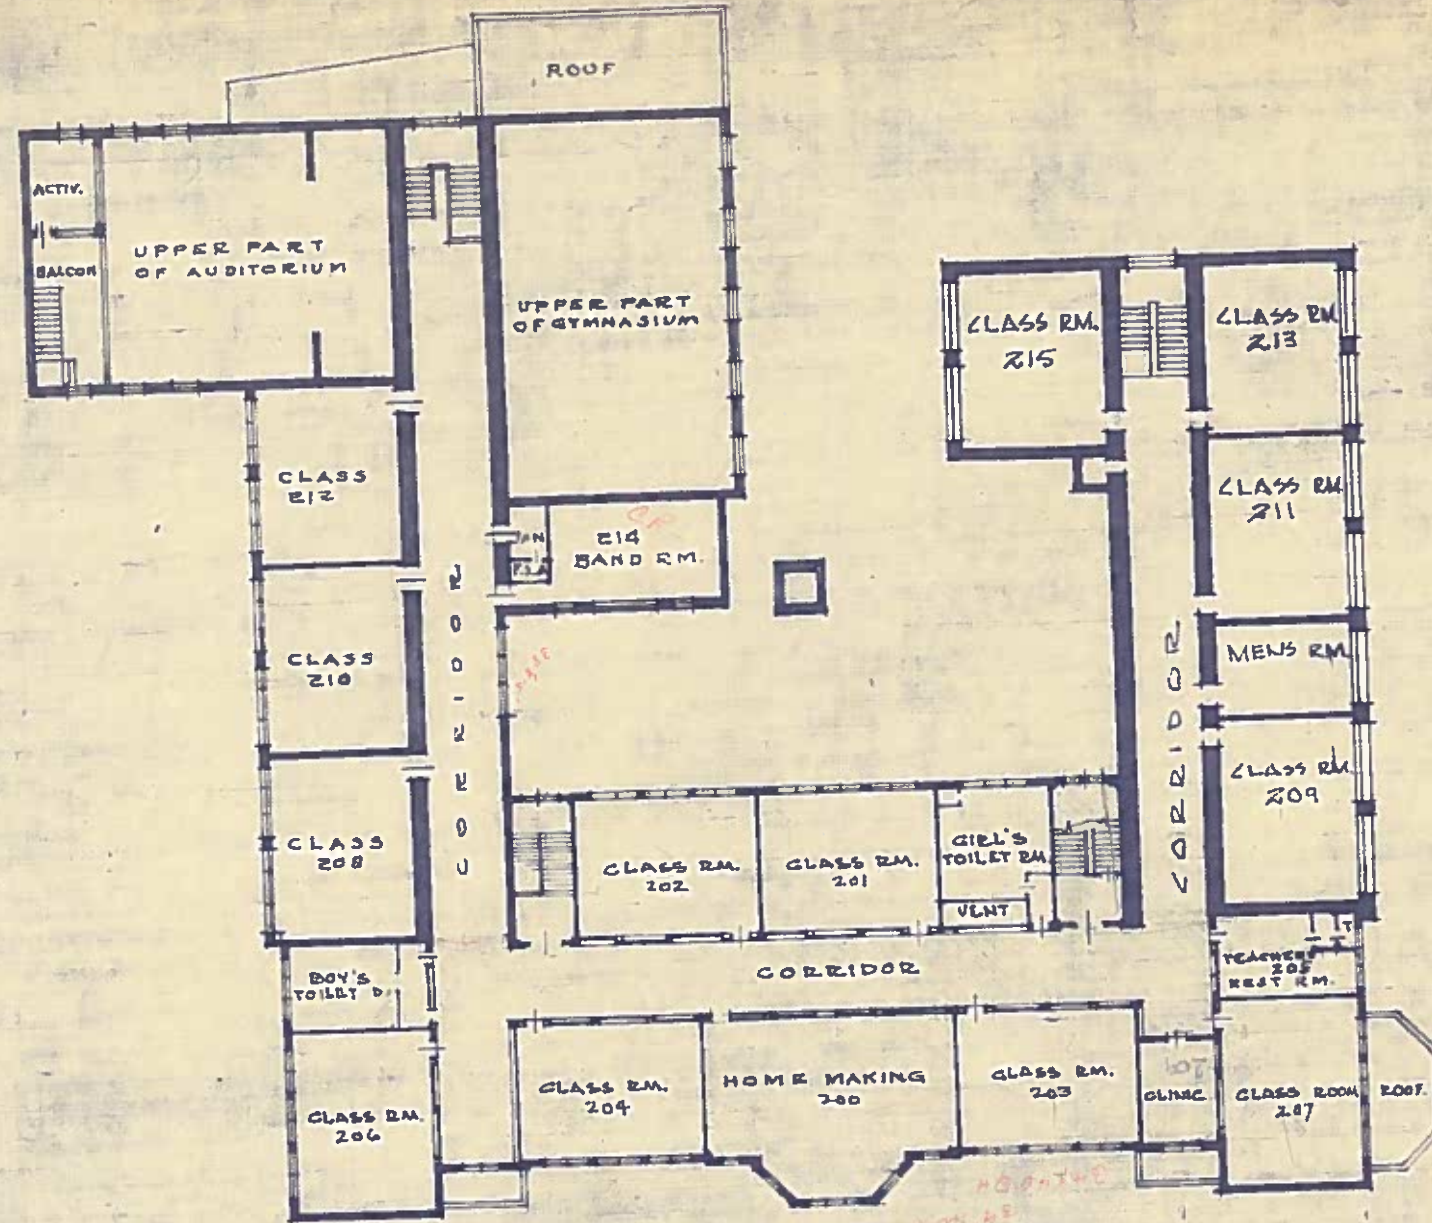 ROOF
ACTIV.
BALCON
UPPER PART
OF AUDITORIUM
UPPER PART
OF GYMNASIUM
CLASS RM.
215
CLASS RM
213
CLASS
212
CLASS RM
211
214
BAND RM.
CLASS
210
CORRIDOR
MENS RM.
CORRIDOR
CLASS RM
209
CLASS
208
CLASS RM.
202
CLASS RM.
201
GIRL'S
TOILET RM.
VENT
CORRIDOR
BOY'S
TOILET D.
TEACHERS
205
REST RM.
T
CLASS RM.
206
CLASS RM.
204
HOME MAKING
200
CLASS RM.
203
CLINIC
CLASS ROOM
207
ROOF.